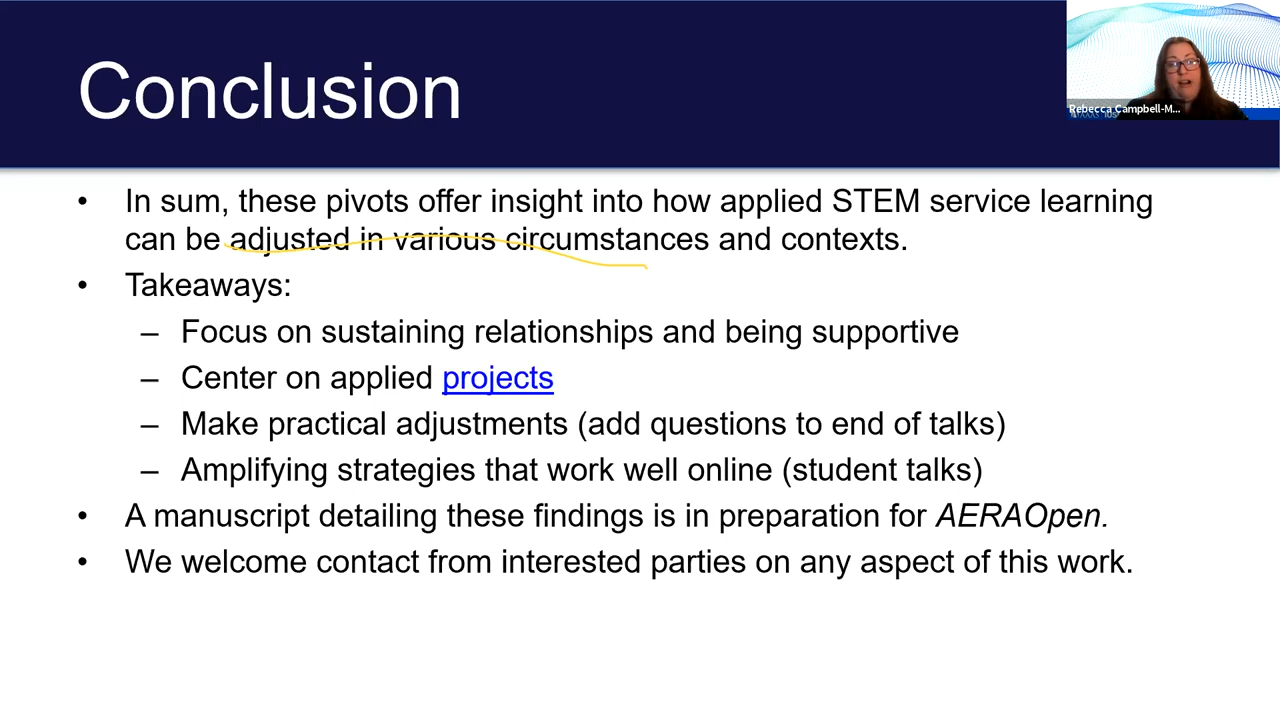 Conclusion
Rebecca Campbell-M...
• In sum, these pivots offer insight into how applied STEM service learning
can be adjusted in various circumstances and contexts.
• Takeaways:
– Focus on sustaining relationships and being supportive
– Center on applied projects
– Make practical adjustments (add questions to end of talks)
– Amplifying strategies that work well online (student talks)
• A manuscript detailing these findings is in preparation for AERAOpen.
• We welcome contact from interested parties on any aspect of this work.